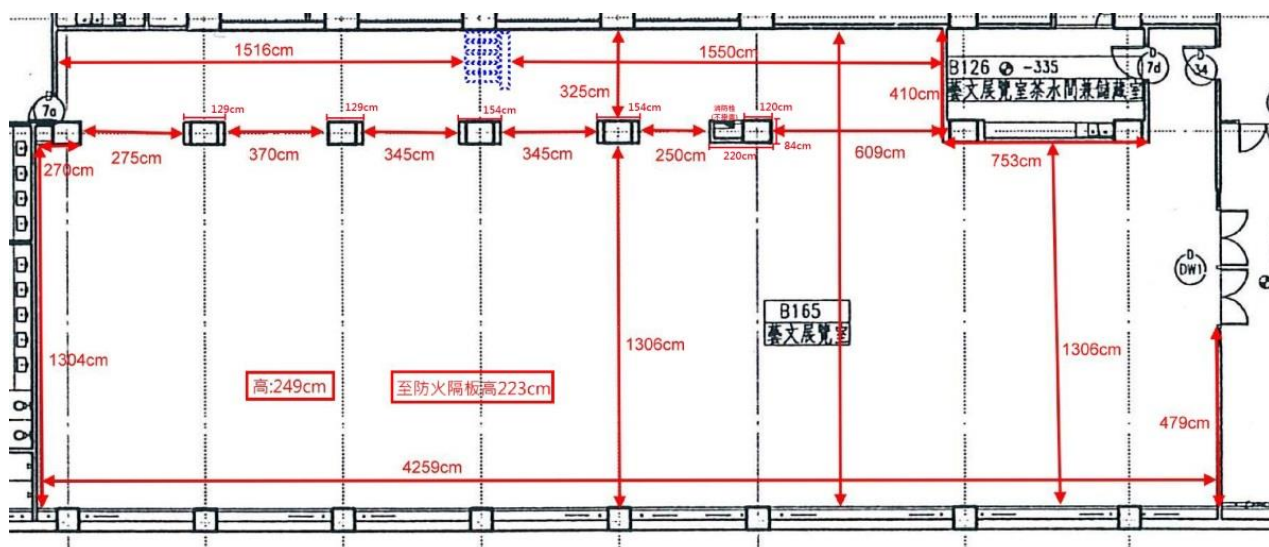 1516cm
1550cm
325cm
410cm
B126 -335
藝文展覽室茶水間兼儲藏室
D
7d
D
34
D
7a
129cm
129cm
154cm
154cm
消防栓
120cm
84cm
220cm
270cm
275cm
370cm
345cm
345cm
250cm
609cm
753cm
D
DW1
B165
藝文展覽室
1304cm
1306cm
1306cm
高:249cm
至防火隔板高223cm
479cm
4259cm